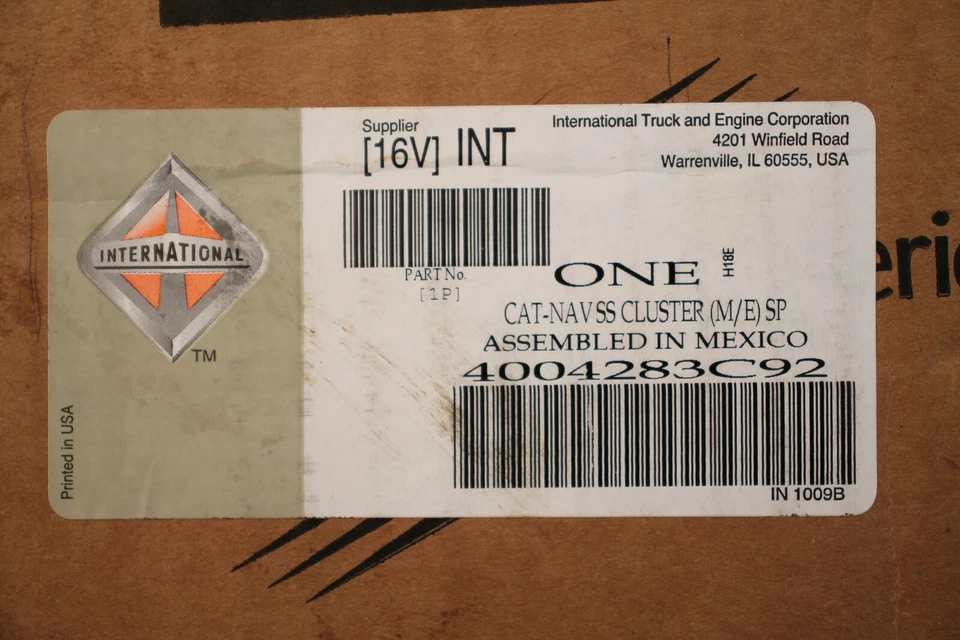 Supplier
[16V] INT
International Truck and Engine Corporation
4201 Winfield Road
Warrenville, IL 60555, USA
INTERNATIONAL
TM
PART No.
[1P]
ONE
H18E
CAT-NAV SS CLUSTER (M/E) SP
ASSEMBLED IN MEXICO
4004283C92
IN 1009B
Printed in USA